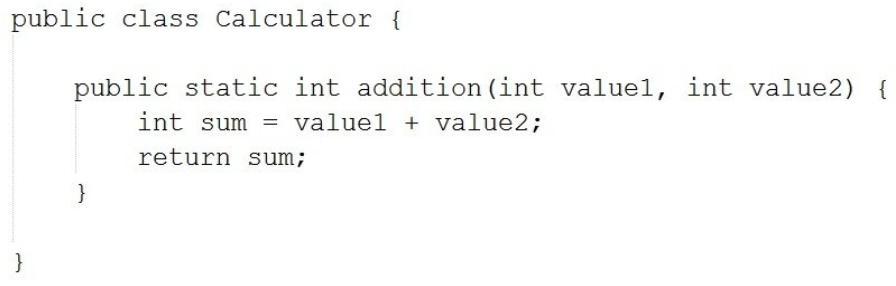 public class Calculator {
public static int addition(int value1, int value2) {
int sum = value1 + value2;
return sum;
}
}